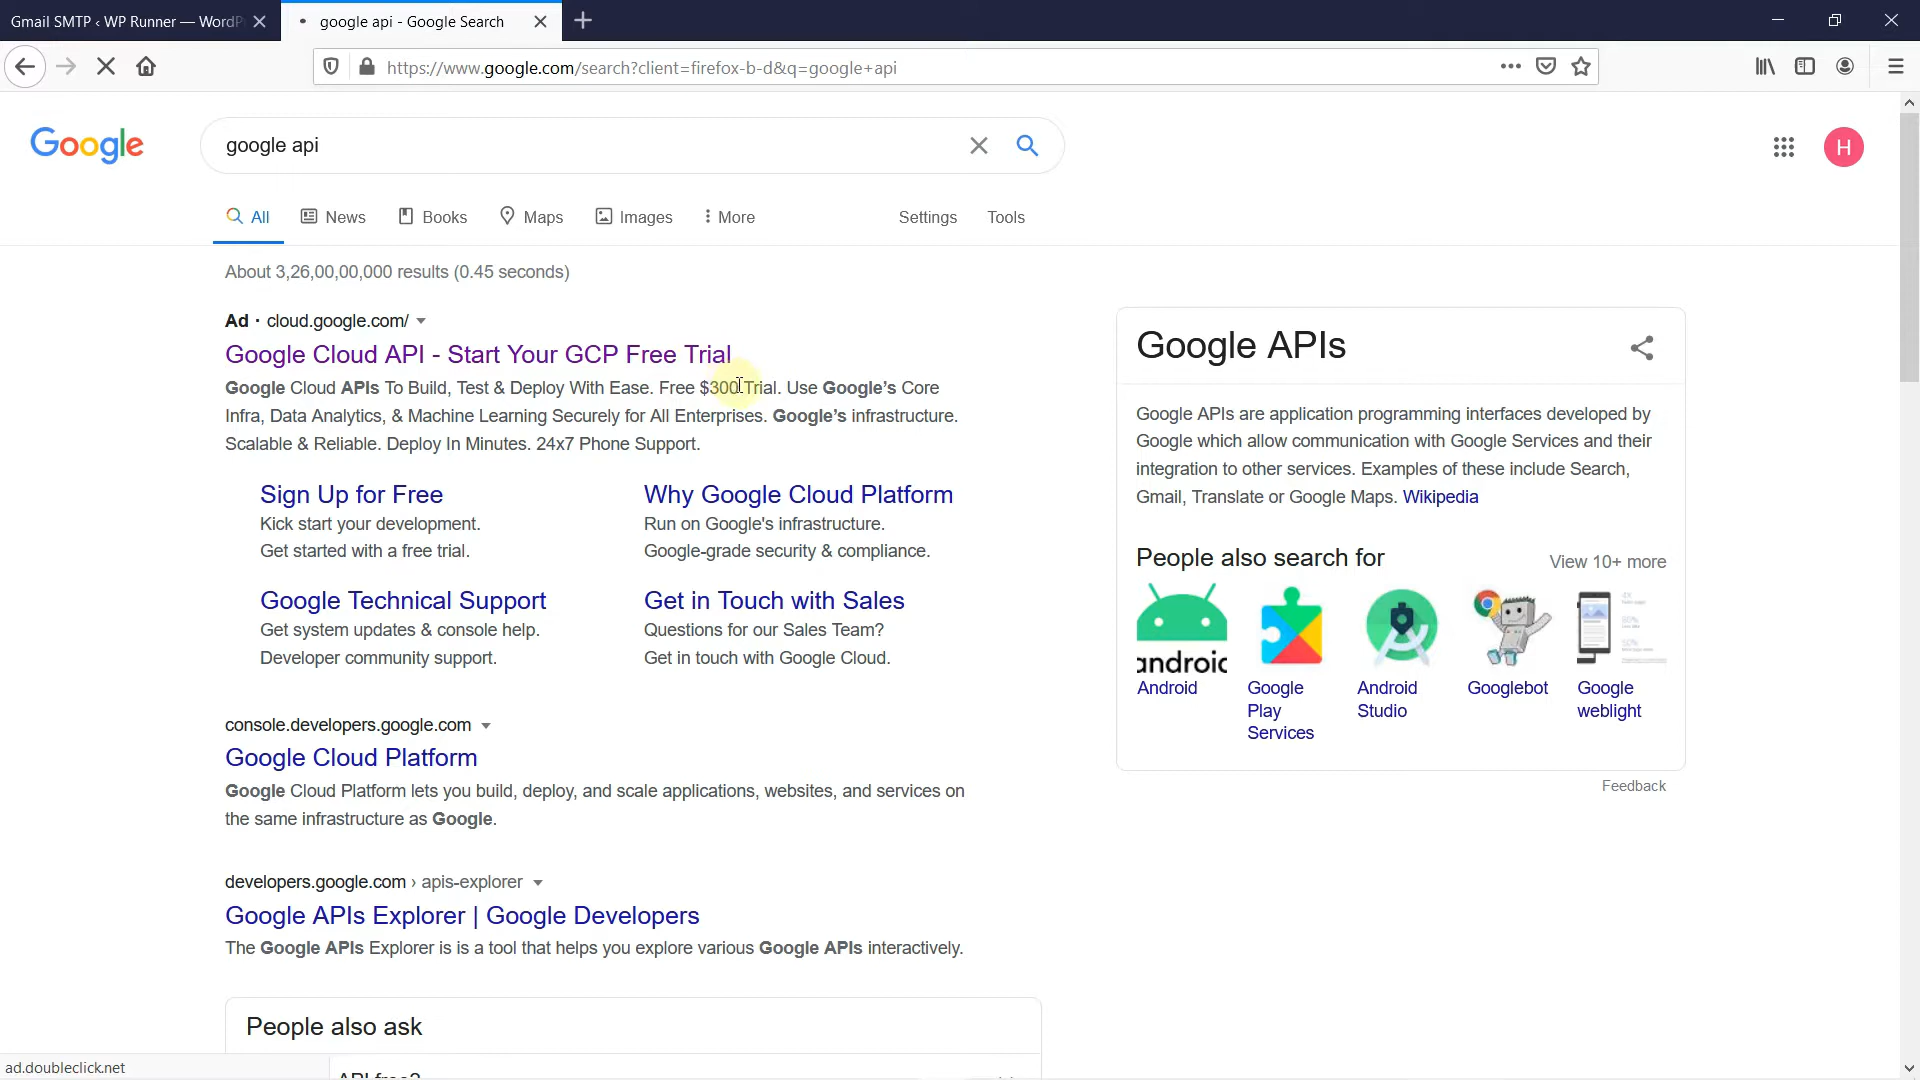 Gmail SMTP ‹ WP Runner — WordP
google api - Google Search
https://www.google.com/search?client=firefox-b-d&q=google+api
Google
google api
H
All
News
Books
Maps
Images
More
Settings
Tools
About 3,26,00,00,000 results (0.45 seconds)
Ad · cloud.google.com/
Google Cloud API - Start Your GCP Free Trial
Google Cloud APIs To Build, Test & Deploy With Ease. Free $300 Trial. Use Google's Core
Infra, Data Analytics, & Machine Learning Securely for All Enterprises. Google's infrastructure.
Scalable & Reliable. Deploy In Minutes. 24x7 Phone Support.
Sign Up for Free
Kick start your development.
Get started with a free trial.
Why Google Cloud Platform
Run on Google's infrastructure.
Google-grade security & compliance.
Google Technical Support
Get system updates & console help.
Developer community support.
Get in Touch with Sales
Questions for our Sales Team?
Get in touch with Google Cloud.
console.developers.google.com
Google Cloud Platform
Google Cloud Platform lets you build, deploy, and scale applications, websites, and services on
the same infrastructure as Google.
developers.google.com › apis-explorer
Google APIs Explorer | Google Developers
The Google APIs Explorer is is a tool that helps you explore various Google APIs interactively.
People also ask
Google APIs
Google APIs are application programming interfaces developed by
Google which allow communication with Google Services and their
integration to other services. Examples of these include Search,
Gmail, Translate or Google Maps. Wikipedia
People also search for
View 10+ more
android
Android
Google
Play
Services
Android
Studio
Googlebot
Google
weblight
Feedback
ad.doubleclick.net